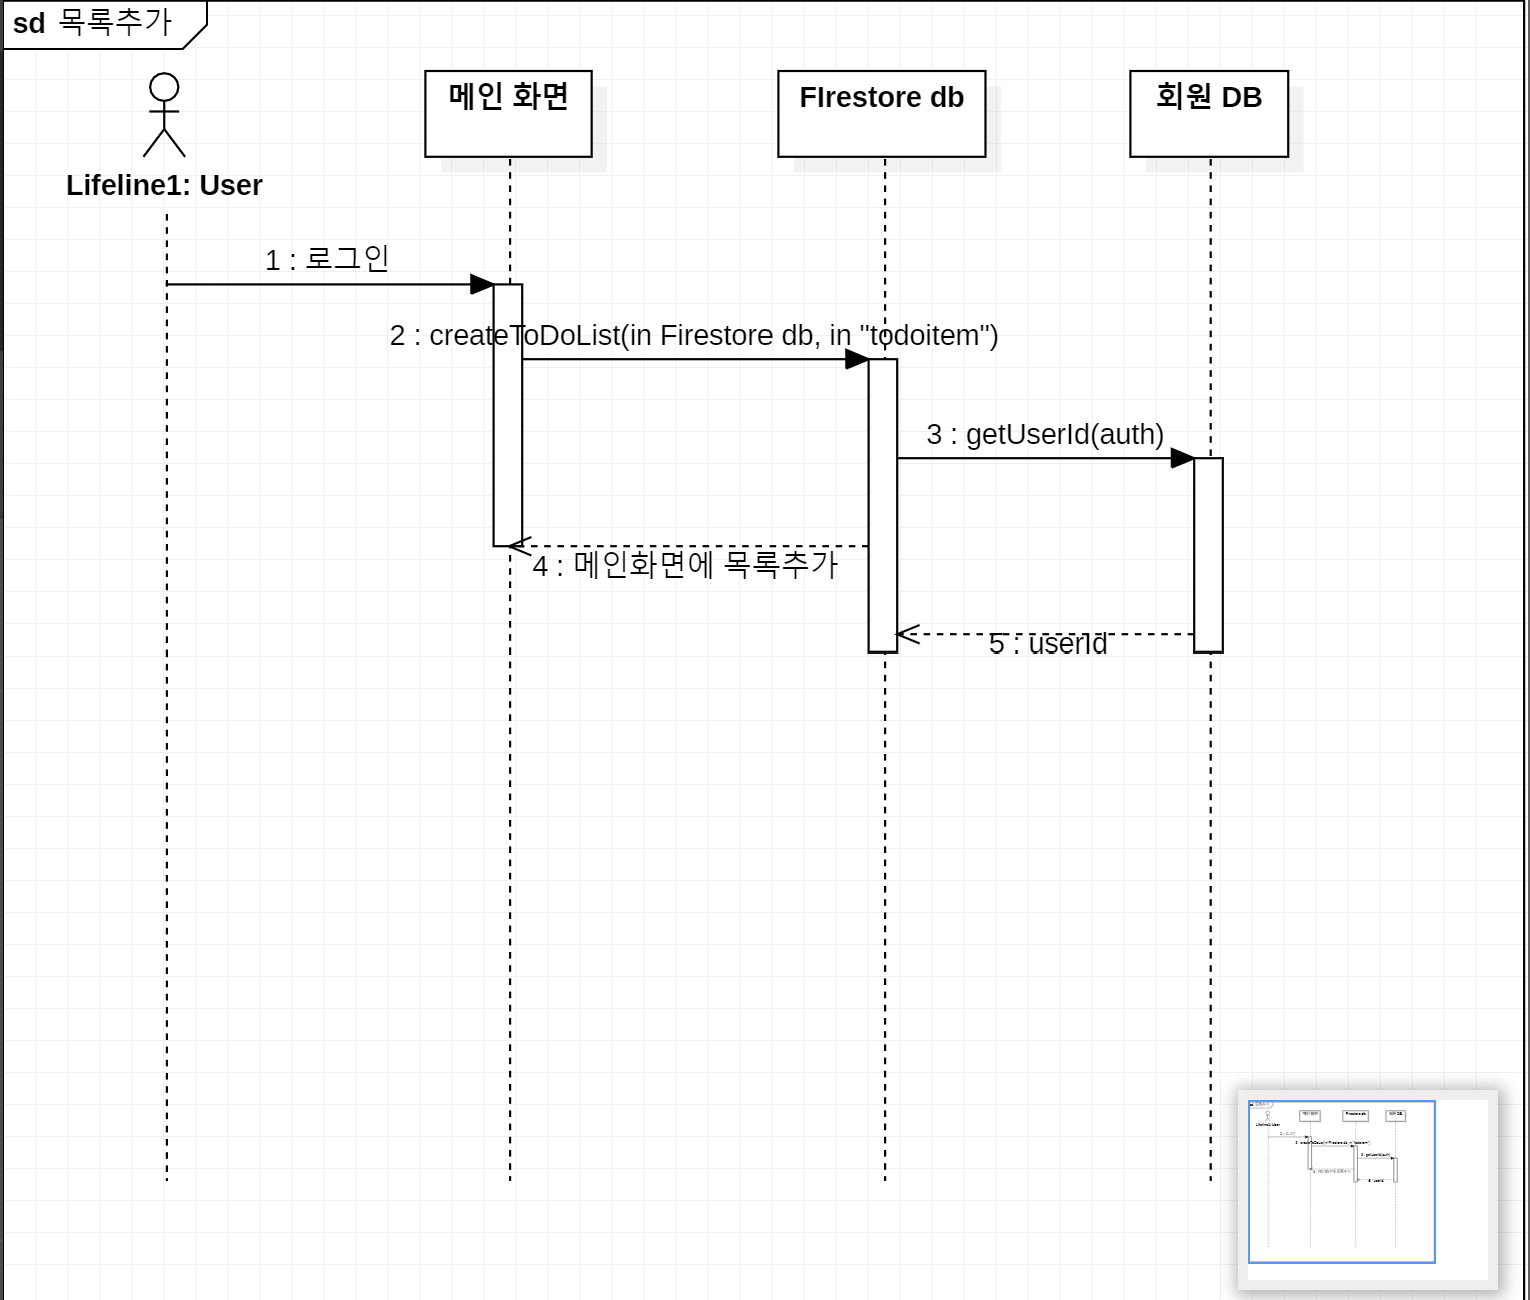 sd 목록추가
메인 화면
FIrestore db
회원 DB
Lifeline1: User
1 : 로그인
2 : createToDoList(in Firestore db, in "todoitem")
3 : getUserId(auth)
4 : 메인화면에 목록추가
5 : userId